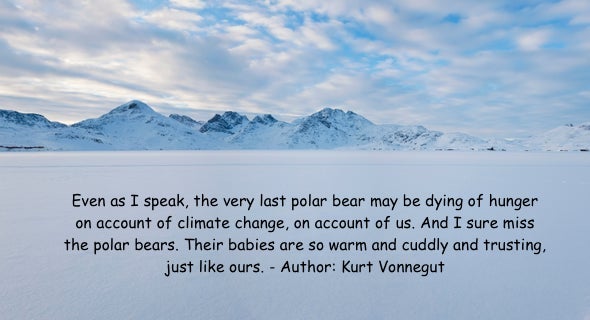 Even as I speak, the very last polar bear may be dying of hunger
on account of climate change, on account of us. And I sure miss
the polar bears. Their babies are so warm and cuddly and trusting,
just like ours. - Author: Kurt Vonnegut